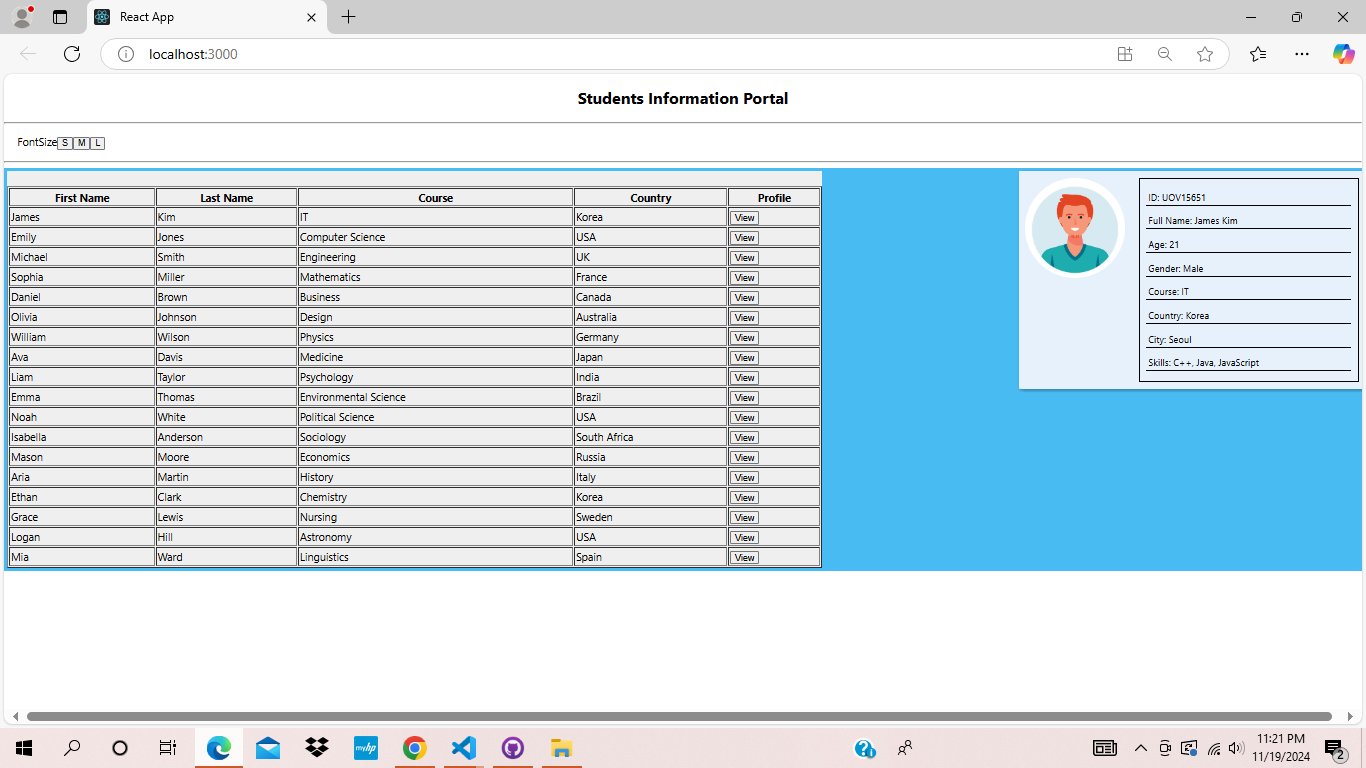 React App
localhost:3000
Students Information Portal
FontSize S M L
First Name Last Name Course Country Profile
James Kim IT Korea View
Emily Jones Computer Science USA View
Michael Smith Engineering UK View
Sophia Miller Mathematics France View
Daniel Brown Business Canada View
Olivia Johnson Design Australia View
William Wilson Physics Germany View
Ava Davis Medicine Japan View
Liam Taylor Psychology India View
Emma Thomas Environmental Science Brazil View
Noah White Political Science USA View
Isabella Anderson Sociology South Africa View
Mason Moore Economics Russia View
Aria Martin History Italy View
Ethan Clark Chemistry Korea View
Grace Lewis Nursing Sweden View
Logan Hill Astronomy USA View
Mia Ward Linguistics Spain View
ID: UOV15651
Full Name: James Kim
Age: 21
Gender: Male
Course: IT
Country: Korea
City: Seoul
Skills: C++, Java, JavaScript
myhp
11:21 PM
11/19/2024
2